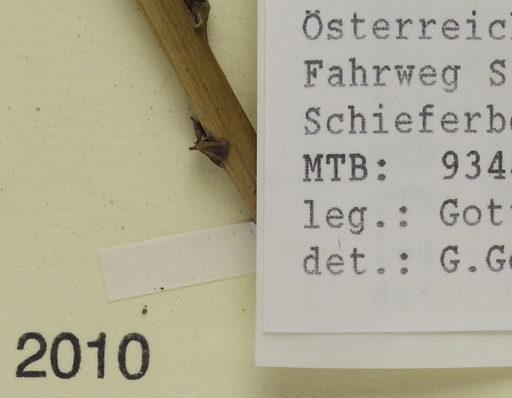 Österreic
Fahrweg S
Schieferb
MTB: 934
leg.: Got
det.: G.G
2010